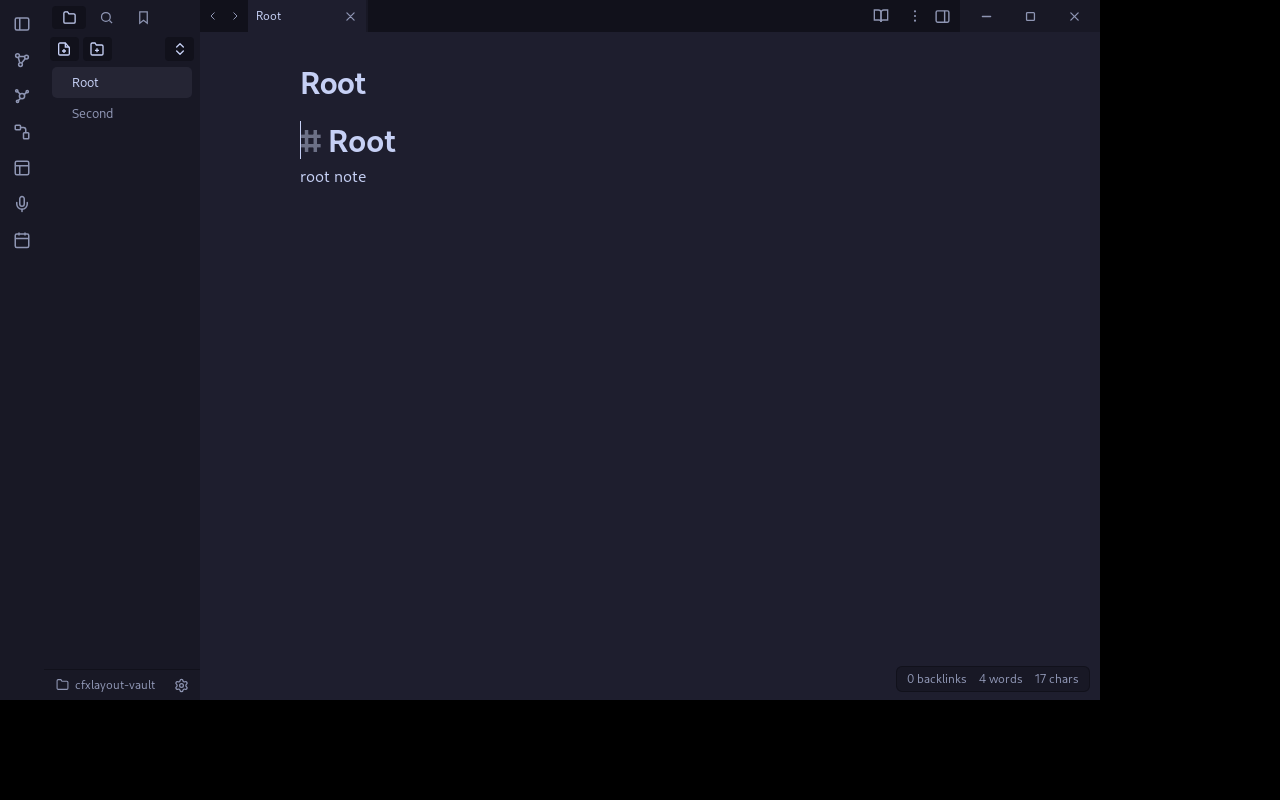 Root
Root
Second
Root
# Root
root note
cfxlayout-vault
0 backlinks 4 words 17 chars